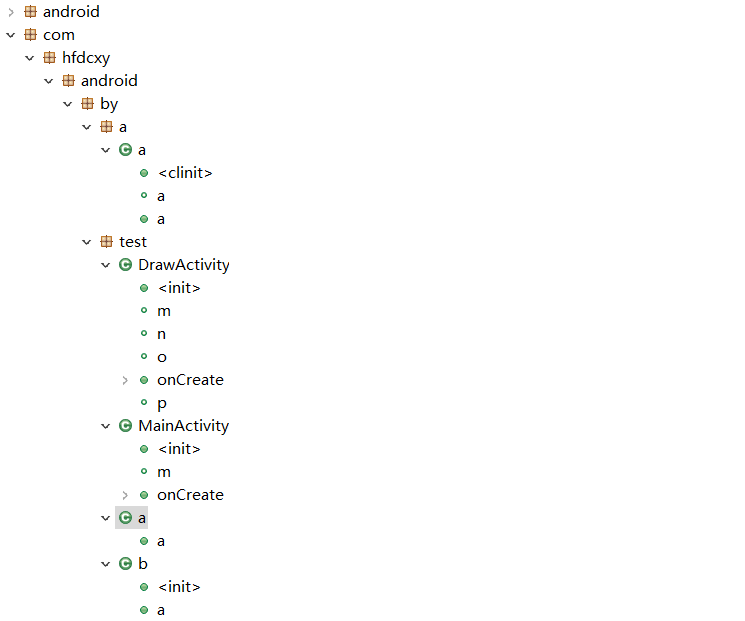 android
com
hfdcxy
android
by
a
a
<clinit>
a
a
test
DrawActivity
<init>
m
n
o
onCreate
p
MainActivity
<init>
m
onCreate
a
a
b
<init>
a